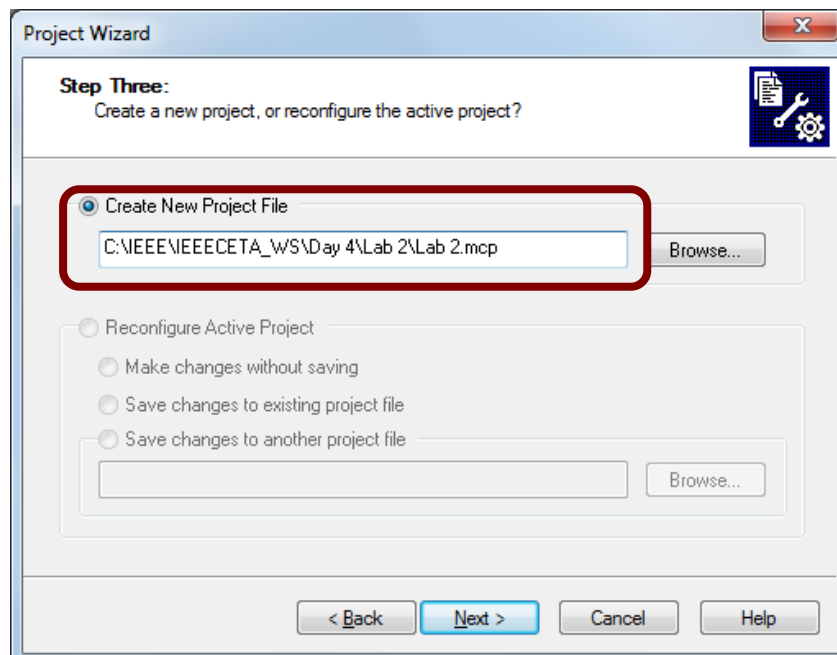 Project Wizard
Step Three:
Create a new project, or reconfigure the active project?
Create New Project File
C:\IEEE\IEEECETA_WS\Day 4\Lab 2\Lab 2.mcp
Browse...
Reconfigure Active Project
Make changes without saving
Save changes to existing project file
Save changes to another project file
Browse...
< Back
Next >
Cancel
Help